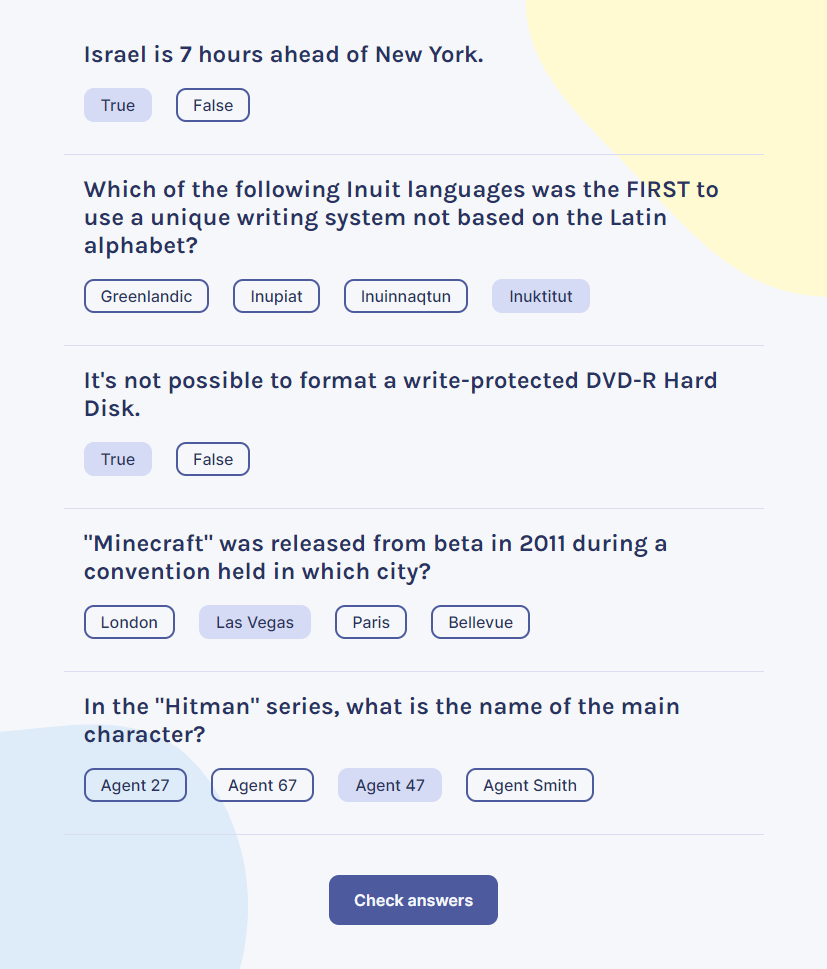 Israel is 7 hours ahead of New York.
True False
Which of the following Inuit languages was the FIRST to
use a unique writing system not based on the Latin
alphabet?
Greenlandic Inupiat Inuinnaqtun Inuktitut
It's not possible to format a write-protected DVD-R Hard
Disk.
True False
"Minecraft" was released from beta in 2011 during a
convention held in which city?
London Las Vegas Paris Bellevue
In the "Hitman" series, what is the name of the main
character?
Agent 27 Agent 67 Agent 47 Agent Smith
Check answers